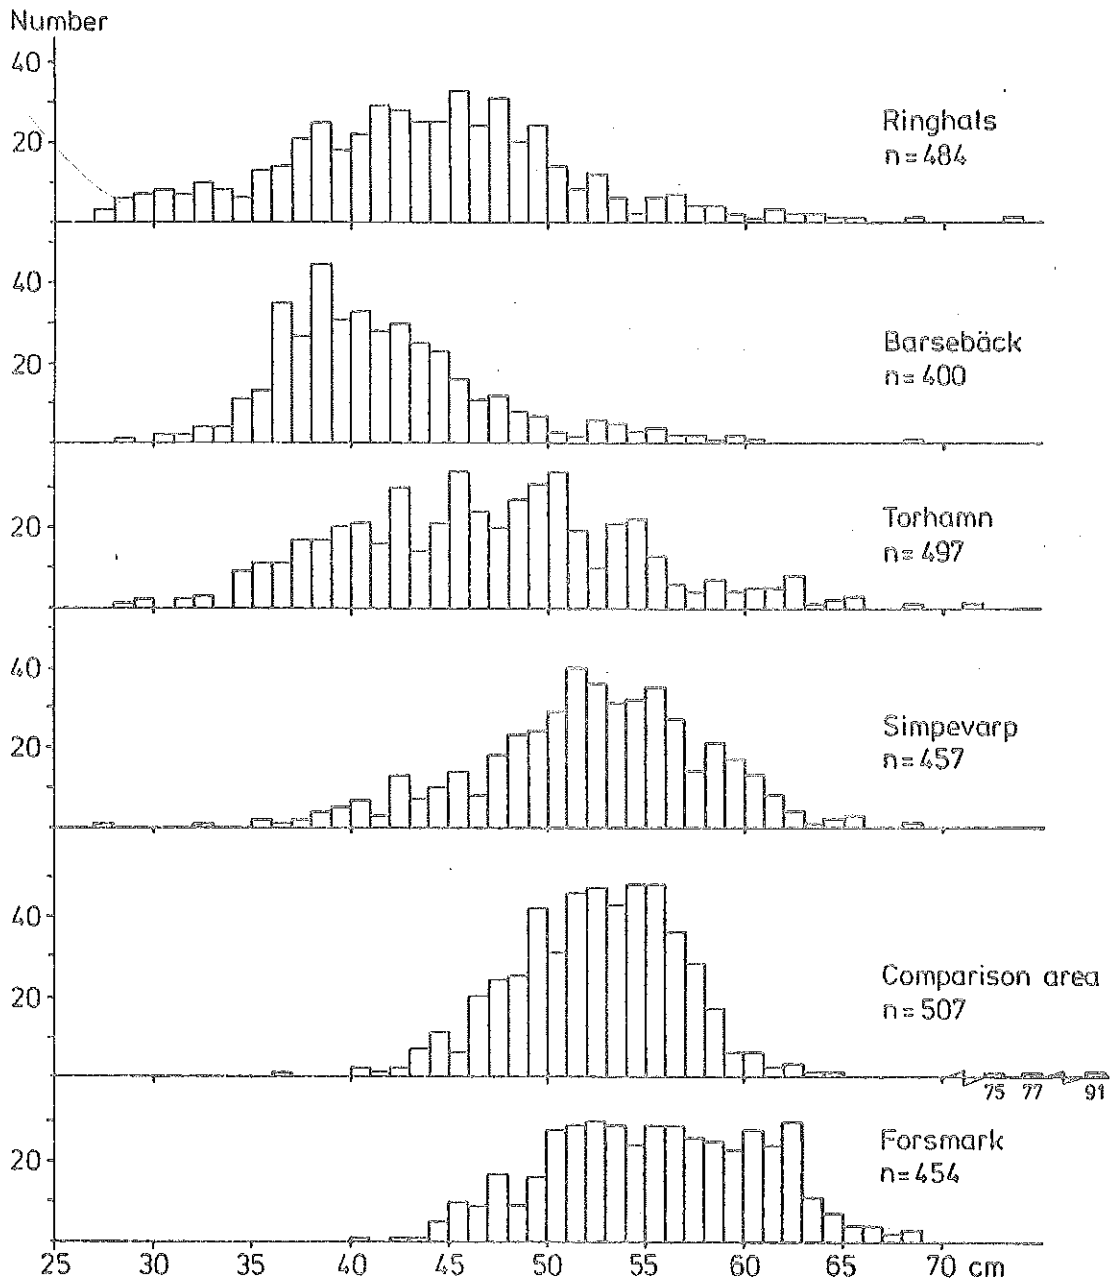 Number
40
20
Ringhals
n=484
40
20
Barsebäck
n=400
20
Torhamn
n=497
40
20
Simpevarp
n=457
40
20
Comparison area
n=507
75 77 91
20
Forsmark
n=454
25 30 35 40 45 50 55 60 65 70 cm